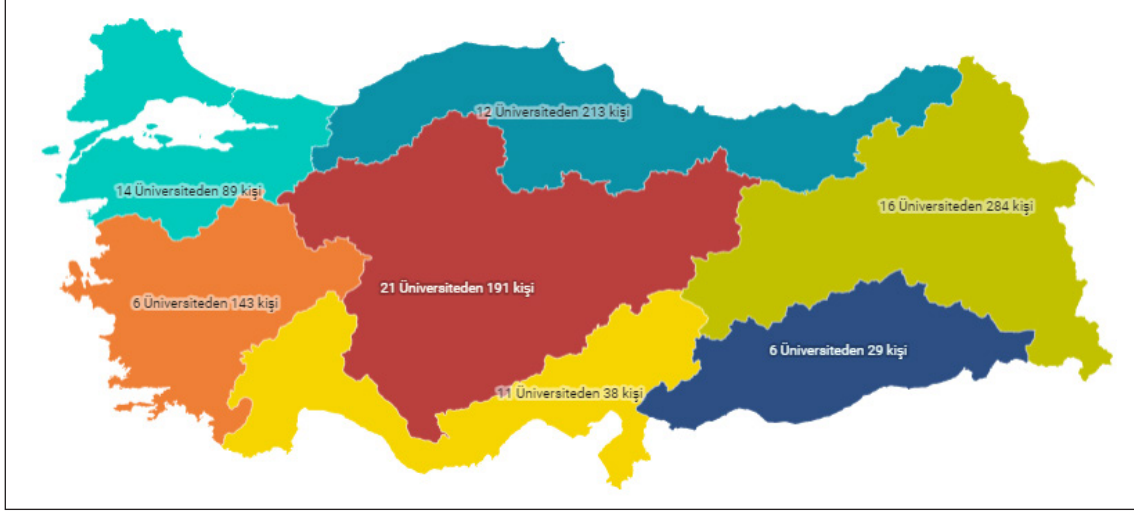 12 Üniversiteden 213 kişi
14 Üniversiteden 89 kişi
16 Üniversiteden 284 kişi
21 Üniversiteden 191 kişi
6 Üniversiteden 143 kişi
6 Üniversiteden 29 kişi
11 Üniversiteden 38 kişi